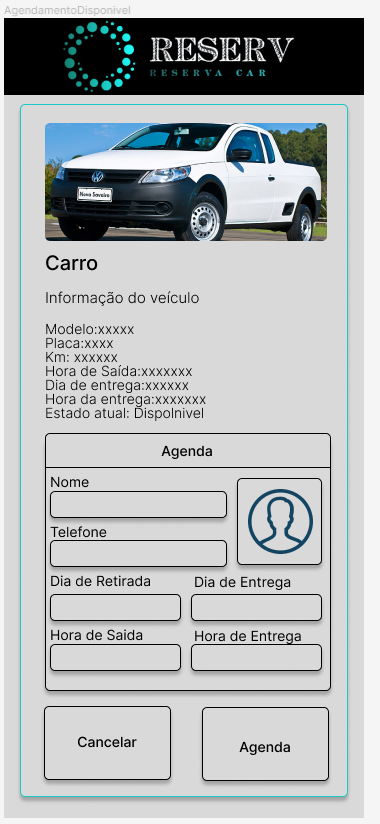 AgendamentoDisponivel
RESERV
RESERVA CAR
Nova Saveiro
Carro
Informação do veículo
Modelo:xxxxx
Placa:xxxx
Km: xxxxxx
Hora de Saída:xxxxxxx
Dia de entrega:xxxxxx
Hora da entrega:xxxxxxx
Estado atual: Dispolnivel
Agenda
Nome
Telefone
Dia de Retirada
Dia de Entrega
Hora de Saida
Hora de Entrega
Cancelar
Agenda